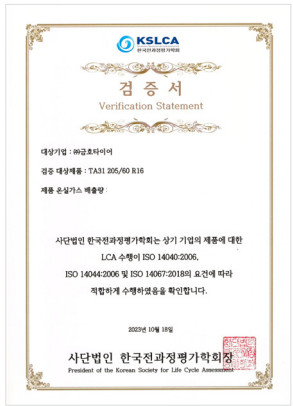 KSLCA
한국전과정평가학회
검증서
Verification Statement
대상기업 : ㈜금호타이어
검증 대상제품 : TA31 205/60 R16
제품 온실가스 배출량 :
사단법인 한국전과정평가학회는 상기 기업의 제품에 대한
LCA 수행이 ISO 14040:2006,
ISO 14044:2006 및 ISO 14067:2018의 요건에 따라
적합하게 수행하였음을 확인합니다.
2023년 10월 18일
사단법인 한국전과정평가학회장
President of the Korean Society for Life Cycle Assessment